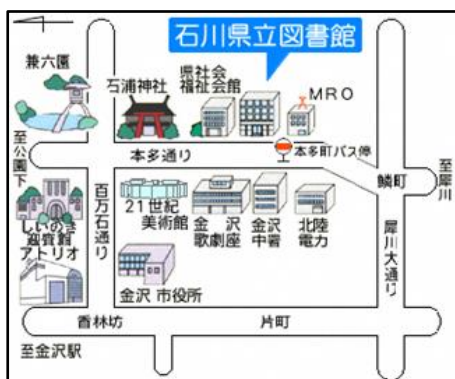 石川県立図書館
兼六園
石浦神社
県社会
福祉会館
MRO
至公園下
本多通り
本多町バス停
鱗町
至犀川
しいのき
迎賓館
アトリオ
百万石通り
21世紀
美術館
金沢
歌劇座
金沢
中署
北陸
電力
犀川大通り
金沢市役所
香林坊
片町
至金沢駅